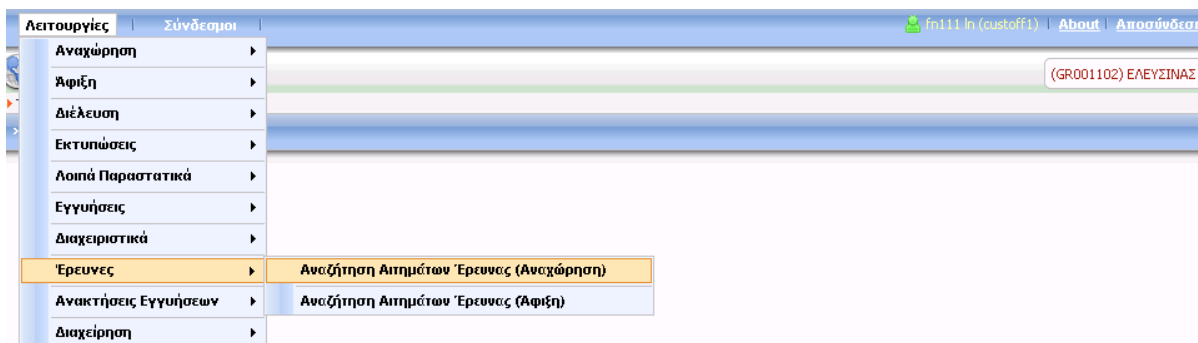 Λειτουργίες | Σύνδεσμοι | fn111 ln (custoff1) | About | Αποσύνδεσ
Αναχώρηση
(GR001102) ΕΛΕΥΣΙΝΑΣ
Άφιξη
Διέλευση
Εκτυπώσεις
Λοιπά Παραστατικά
Εγγυήσεις
Διαχειριστικά
Έρευνες
Αναζήτηση Αιτημάτων Έρευνας (Αναχώρηση)
Ανακτήσεις Εγγυήσεων
Αναζήτηση Αιτημάτων Έρευνας (Άφιξη)
Διαχείρηση